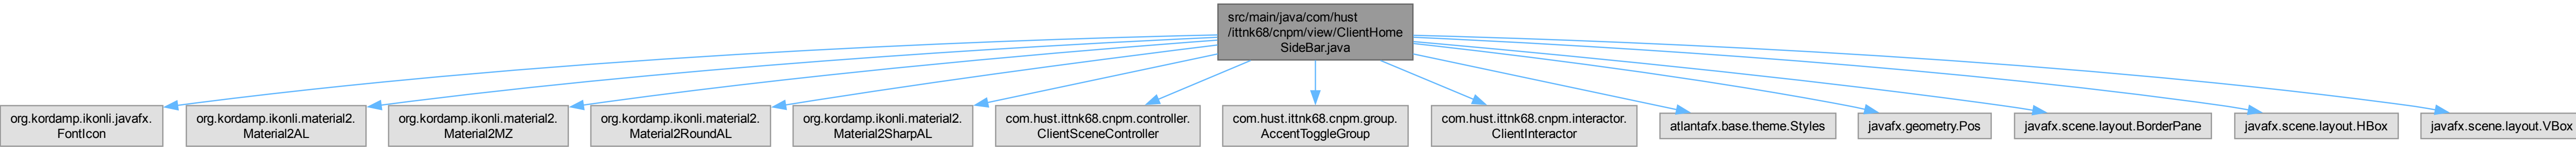 src/main/java/com/hust
/ittnk68/cnpm/view/ClientHome
SideBar.java
org.kordamp.ikonli.javafx.
FontIcon
org.kordamp.ikonli.material2.
Material2AL
org.kordamp.ikonli.material2.
Material2MZ
org.kordamp.ikonli.material2.
Material2RoundAL
org.kordamp.ikonli.material2.
Material2SharpAL
com.hust.ittnk68.cnpm.controller.
ClientSceneController
com.hust.ittnk68.cnpm.group.
AccentToggleGroup
com.hust.ittnk68.cnpm.interactor.
ClientInteractor
atlantafx.base.theme.Styles
javafx.geometry.Pos
javafx.scene.layout.BorderPane
javafx.scene.layout.HBox
javafx.scene.layout.VBox